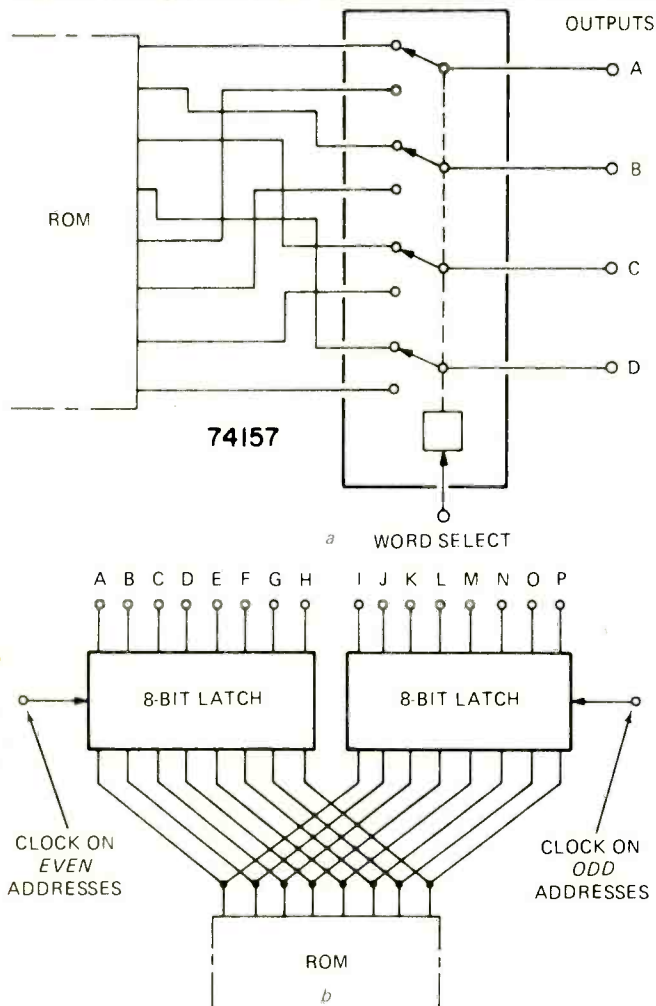 OUTPUTS
A
B
ROM
C
D
74157
a
WORD SELECT
A B C D E F G H I J K L M N O P
8-BIT LATCH 8-BIT LATCH
CLOCK ON
EVEN
ADDRESSES
CLOCK ON
ODD
ADDRESSES
ROM
b